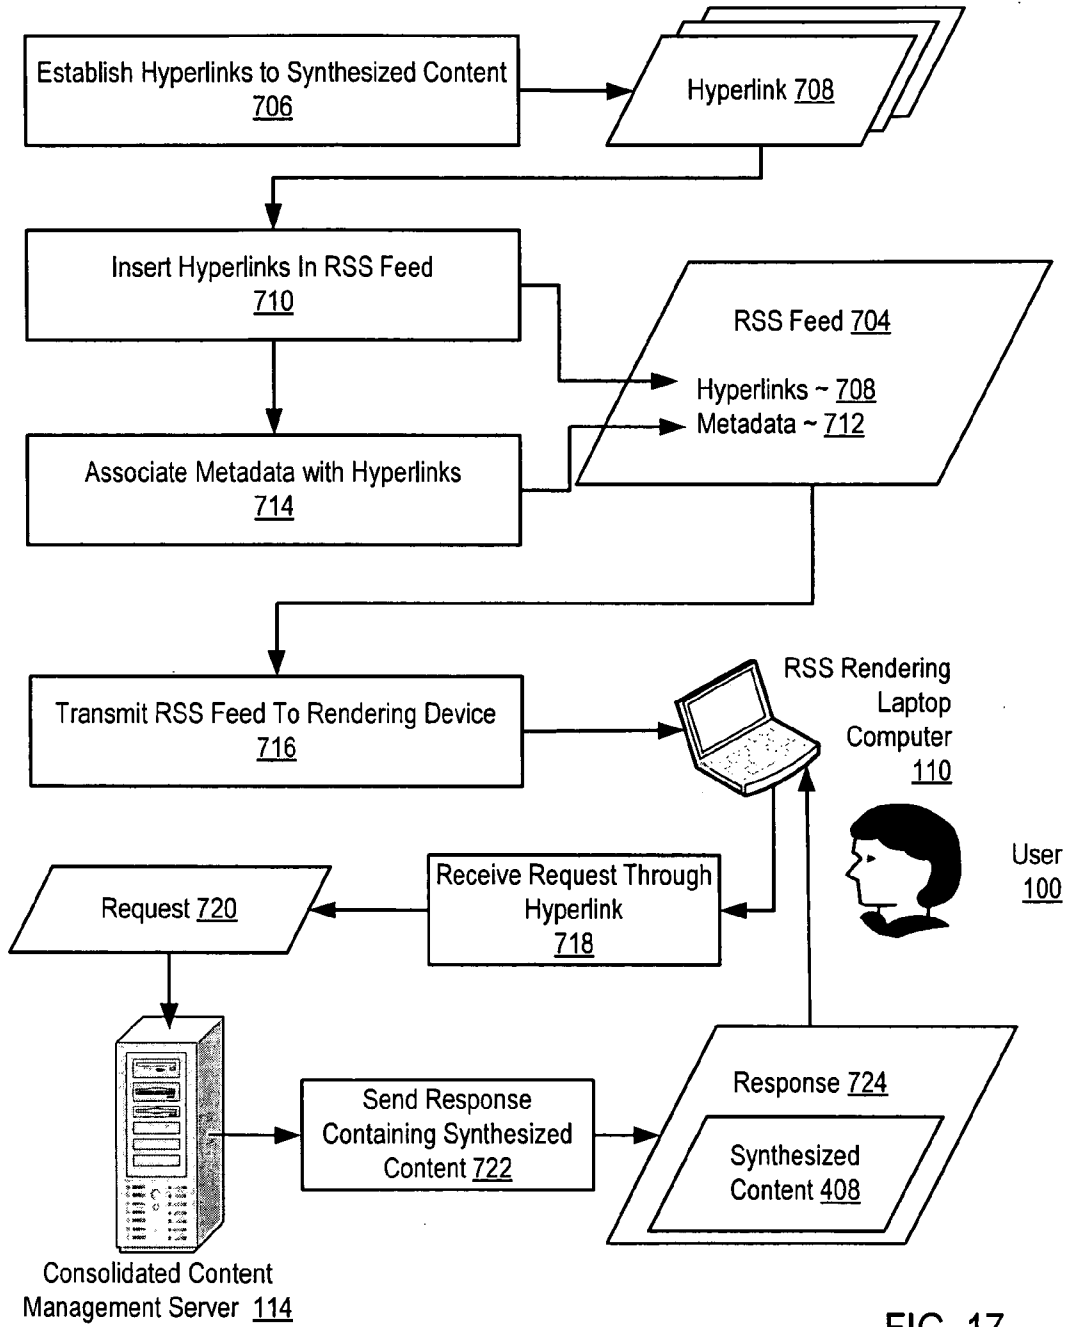 Establish Hyperlinks to Synthesized Content
706
Hyperlink 708
Insert Hyperlinks In RSS Feed
710
RSS Feed 704
Hyperlinks ~ 708
Metadata ~ 712
Associate Metadata with Hyperlinks
714
Transmit RSS Feed To Rendering Device
716
RSS Rendering
Laptop
Computer
110
User
100
Receive Request Through
Hyperlink
718
Request 720
Send Response
Containing Synthesized
Content 722
Response 724
Synthesized
Content 408
Consolidated Content
Management Server 114
FIG. 17